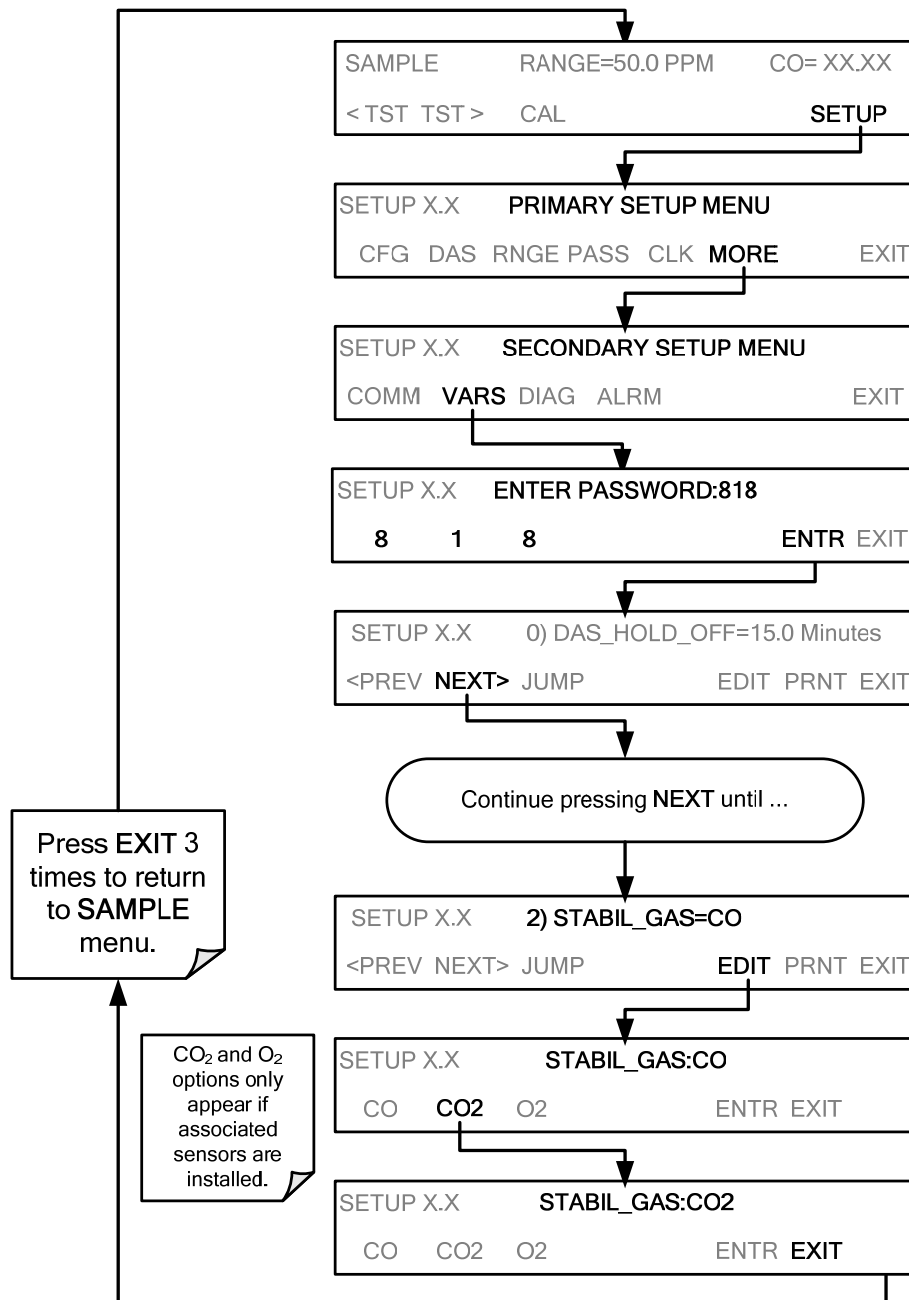 SAMPLE RANGE=50.0 PPM CO= XX.XX
< TST TST > CAL SETUP
SETUP X.X PRIMARY SETUP MENU
CFG DAS RNGE PASS CLK MORE EXIT
SETUP X.X SECONDARY SETUP MENU
COMM VARS DIAG ALRM EXIT
SETUP X.X ENTER PASSWORD:818
8 1 8 ENTR EXIT
SETUP X.X 0) DAS_HOLD_OFF=15.0 Minutes
<PREV NEXT> JUMP EDIT PRNT EXIT
Continue pressing NEXT until ...
Press EXIT 3
times to return
to SAMPLE
menu.
SETUP X.X 2) STABIL_GAS=CO
<PREV NEXT> JUMP EDIT PRNT EXIT
CO₂ and O₂
options only
appear if
associated
sensors are
installed.
SETUP X.X STABIL_GAS:CO
CO CO2 O2 ENTR EXIT
SETUP X.X STABIL_GAS:CO2
CO CO2 O2 ENTR EXIT